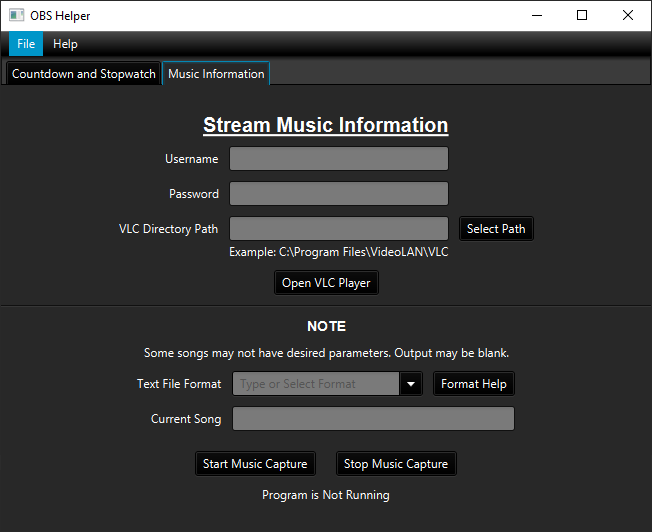 OBS Helper
File Help
Countdown and Stopwatch Music Information
Stream Music Information
Username
Password
VLC Directory Path Select Path
Example: C:\Program Files\VideoLAN\VLC
Open VLC Player
NOTE
Some songs may not have desired parameters. Output may be blank.
Text File Format Type or Select Format Format Help
Current Song
Start Music Capture Stop Music Capture
Program is Not Running